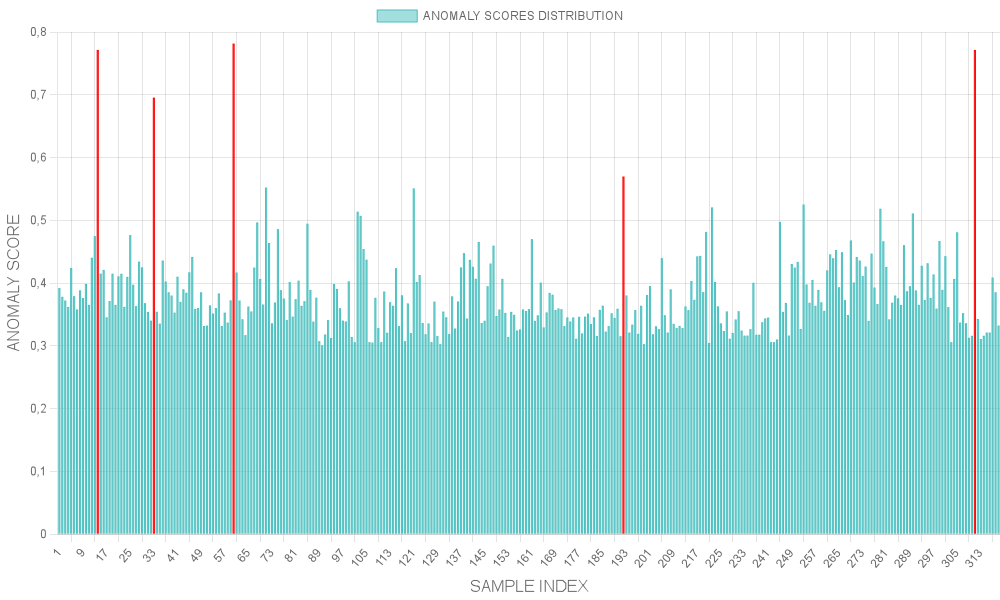 ANOMALY SCORES DISTRIBUTION
0,8
0,7
0,6
0,5
0,4
0,3
0,2
0,1
0
ANOMALY SCORE
1 9 17 25 33 41 49 57 65 73 81 89 97 105 113 121 129 137 145 153 161 169 177 185 193 201 209 217 225 233 241 249 257 265 273 281 289 297 305 313
SAMPLE INDEX